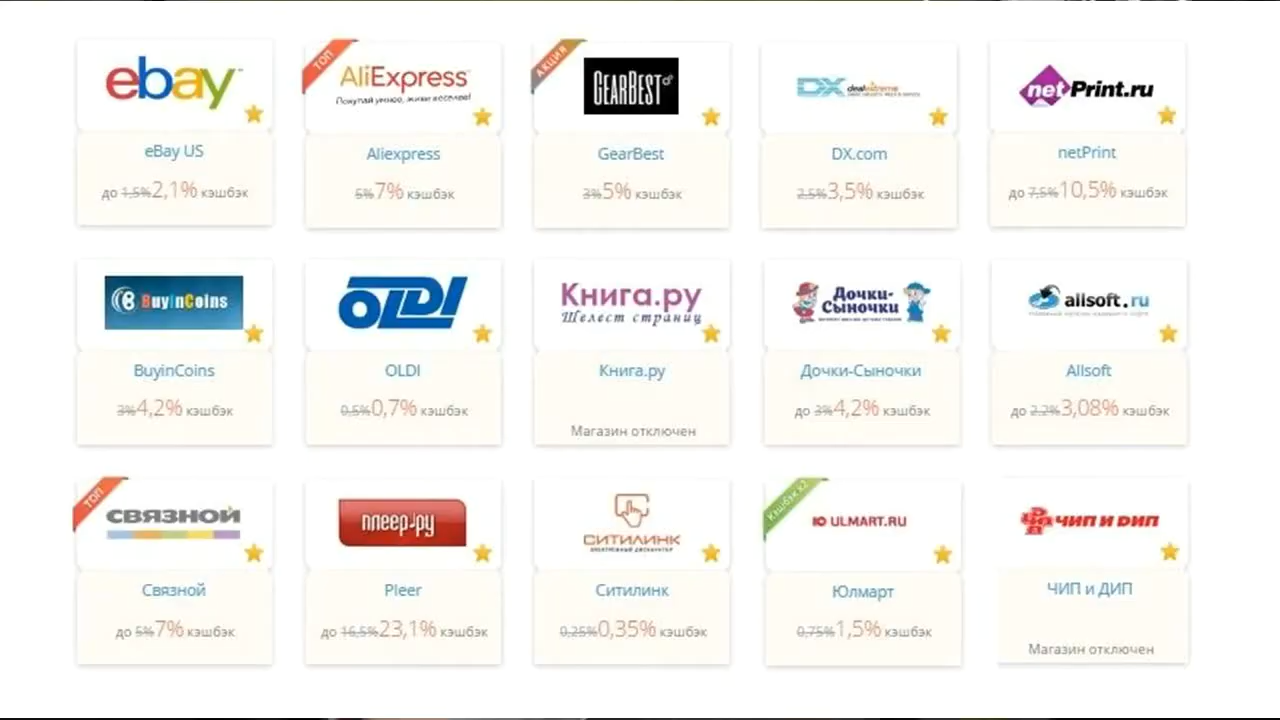 ebay
ТОП
AliExpress
Покупай умною, живи веселей!
АКЦИЯ
GEARBEST
DX dealextreme
netPrint.ru
eBay US
Aliexpress
GearBest
DX.com
netPrint
до 1,5%2,1% кэшбэк
5%7% кэшбэк
3%5% кэшбэк
2,5%3,5% кэшбэк
до 7,5%10,5% кэшбэк
BuyinCoins
OLDI
Книга.ру
Шелест страниц
Дочки-
Сыночки
allsoft.ru
BuyinCoins
OLDI
Книга.ру
Дочки-Сыночки
Allsoft
3%4,2% кэшбэк
0,5%0,7% кэшбэк
Магазин отключен
до 3%4,2% кэшбэк
до 2,2%3,08% кэшбэк
ТОП
СВЯЗНОЙ
плеер.ру
СИТИЛИНК
ЭЛЕКТРОННЫЙ ДИСКАУНТЕР
Кэшбэк x2
ULMART.RU
ЧИП И ДИП
Связной
Pleer
Ситилинк
Юлмарт
ЧИП и ДИП
до 5%7% кэшбэк
до 16,5%23,1% кэшбэк
0,25%0,35% кэшбэк
0,75%1,5% кэшбэк
Магазин отключен